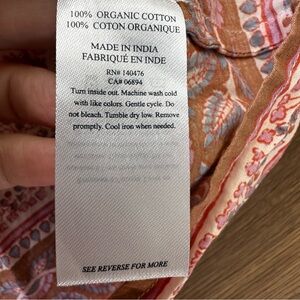 100% ORGANIC COTTON
100% COTON ORGANIQUE
MADE IN INDIA
FABRIQUÉ EN INDE
RN# 140476
CA# 06894
Turn inside out. Machine wash cold
with like colors. Gentle cycle. Do
not bleach. Tumble dry low. Remove
promptly. Cool iron when needed.
SEE REVERSE FOR MORE